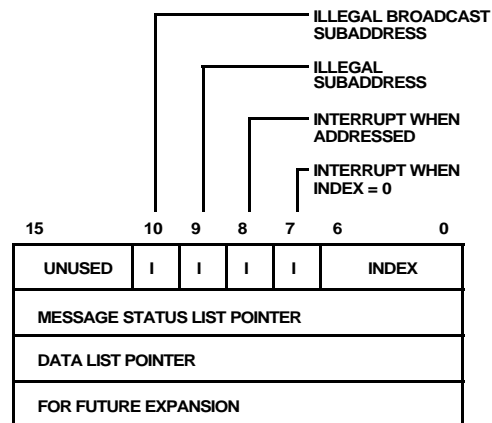 ILLEGAL BROADCAST
SUBADDRESS
ILLEGAL
SUBADDRESS
INTERRUPT WHEN
ADDRESSED
INTERRUPT WHEN
INDEX = 0
15 10 9 8 7 6 0
UNUSED I I I I INDEX
MESSAGE STATUS LIST POINTER
DATA LIST POINTER
FOR FUTURE EXPANSION